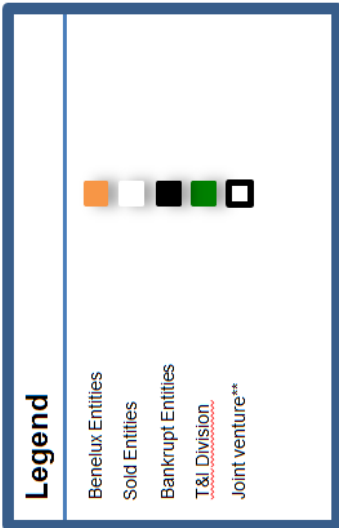 Legend
Benelux Entities
Sold Entities
Bankrupt Entities
T&I Division
Joint venture**